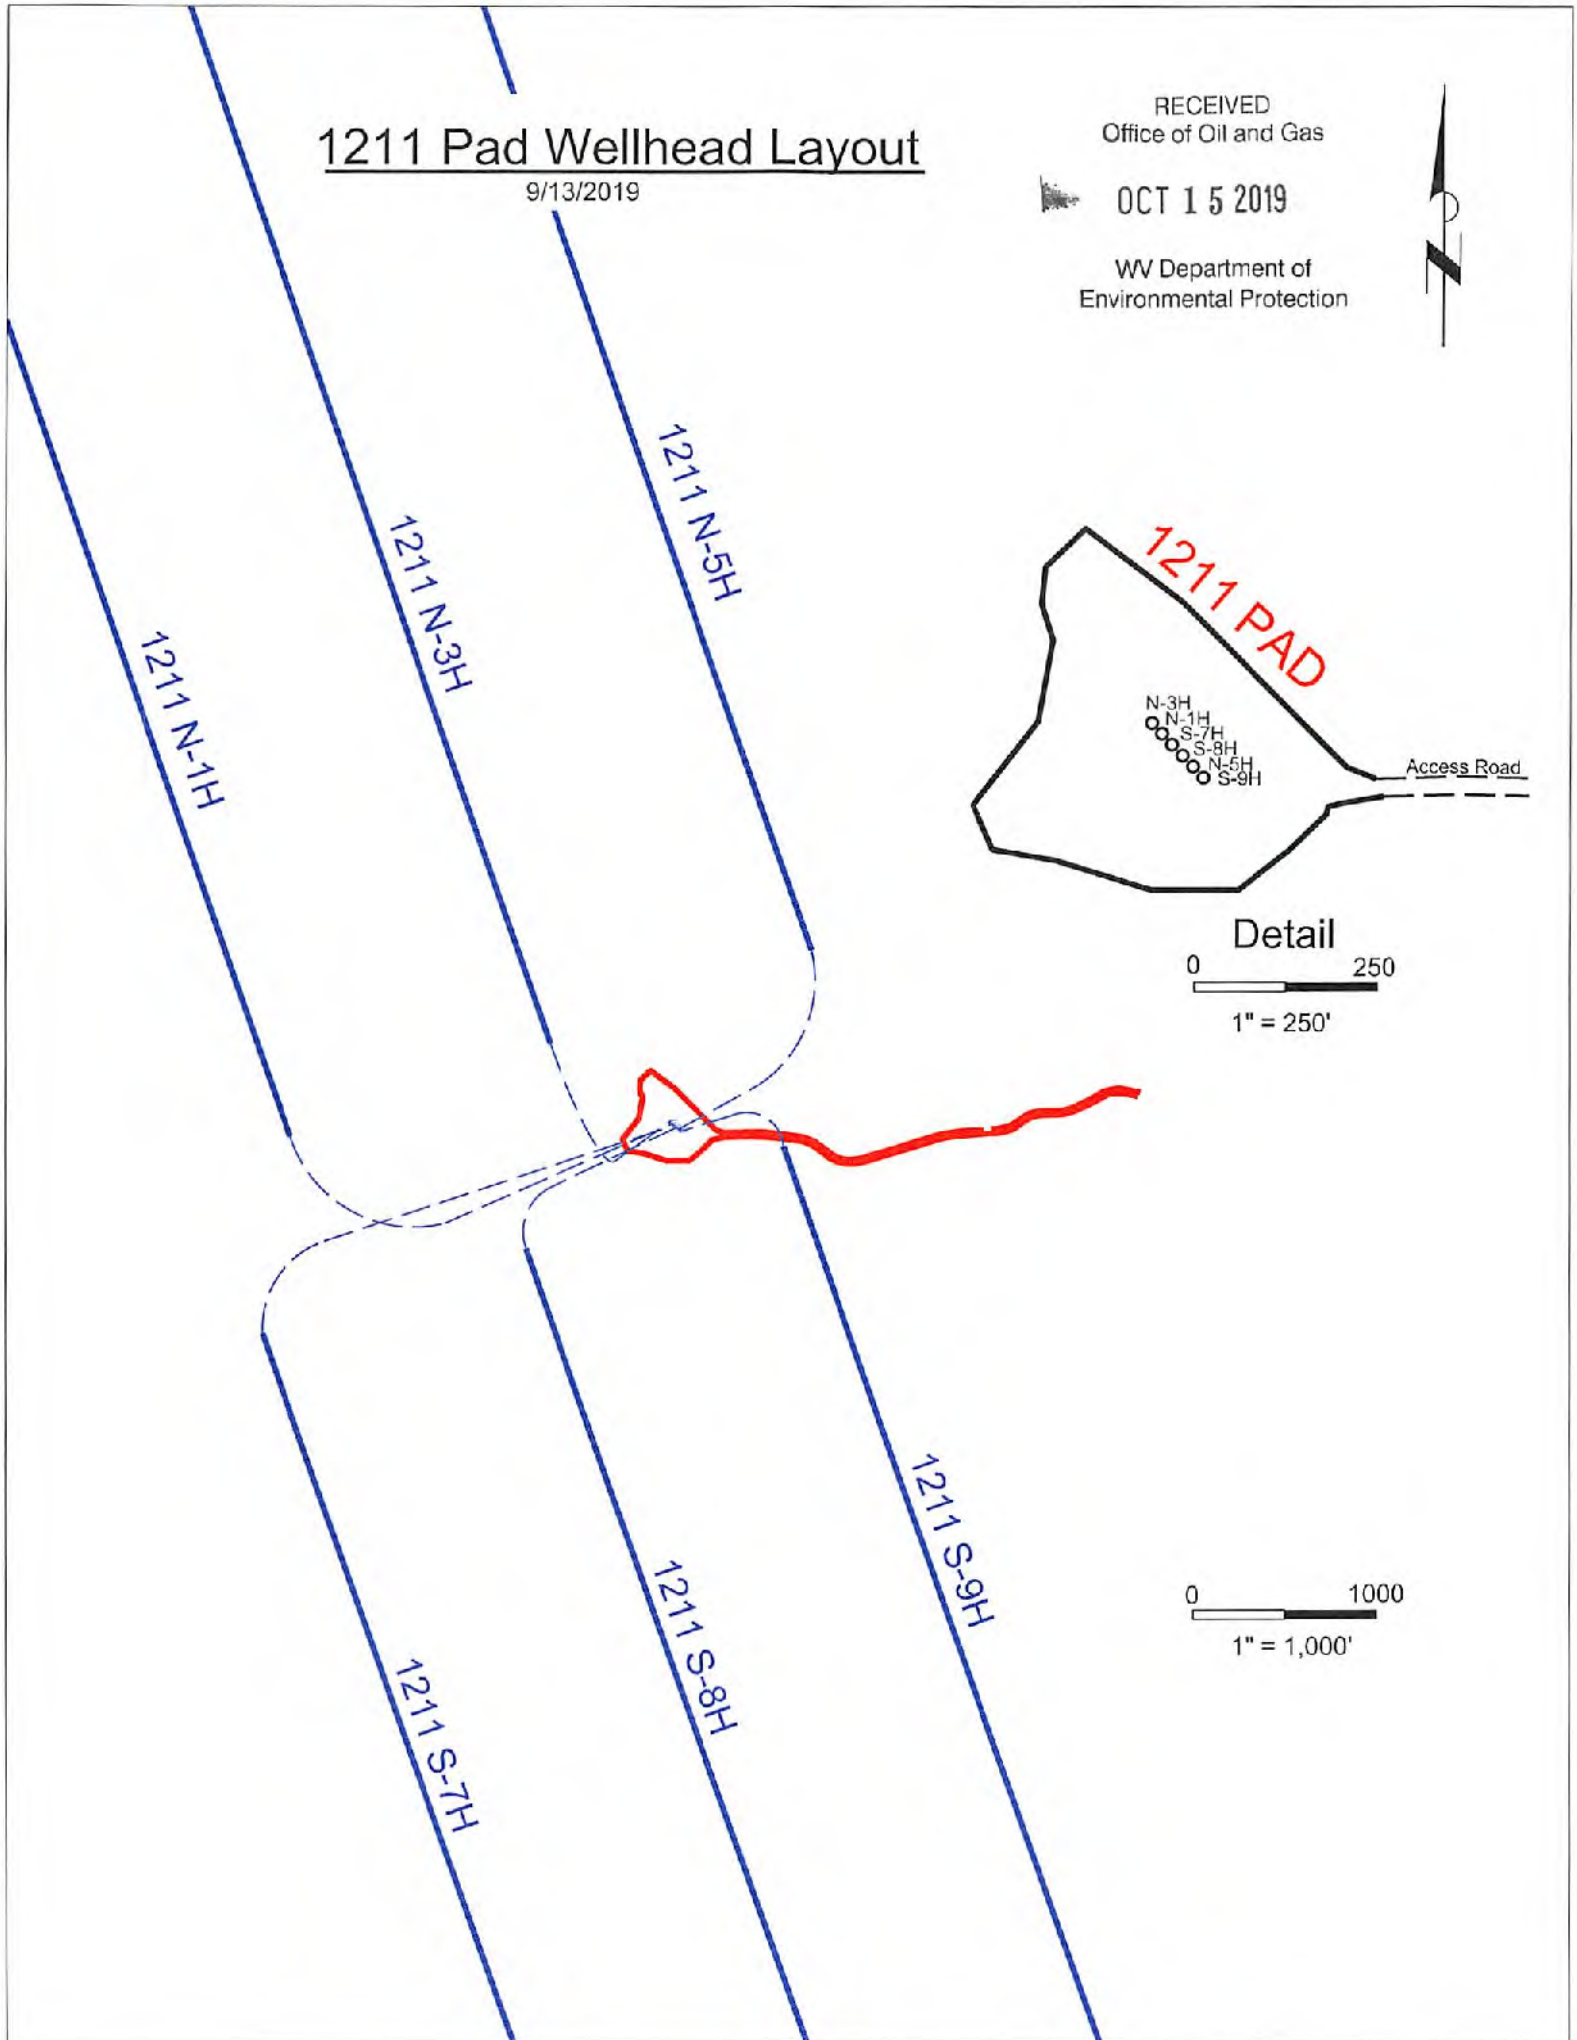 1211 Pad Wellhead Layout
9/13/2019
RECEIVED
Office of Oil and Gas
OCT 15 2019
WV Department of
Environmental Protection
N
1211 N-5H
1211 N-3H
1211 N-1H
1211 PAD
N-3H
N-1H
S-7H
S-8H
N-5H
S-9H
Access Road
Detail
0 250
1" = 250'
1211 S-9H
1211 S-8H
1211 S-7H
0 1000
1" = 1,000'